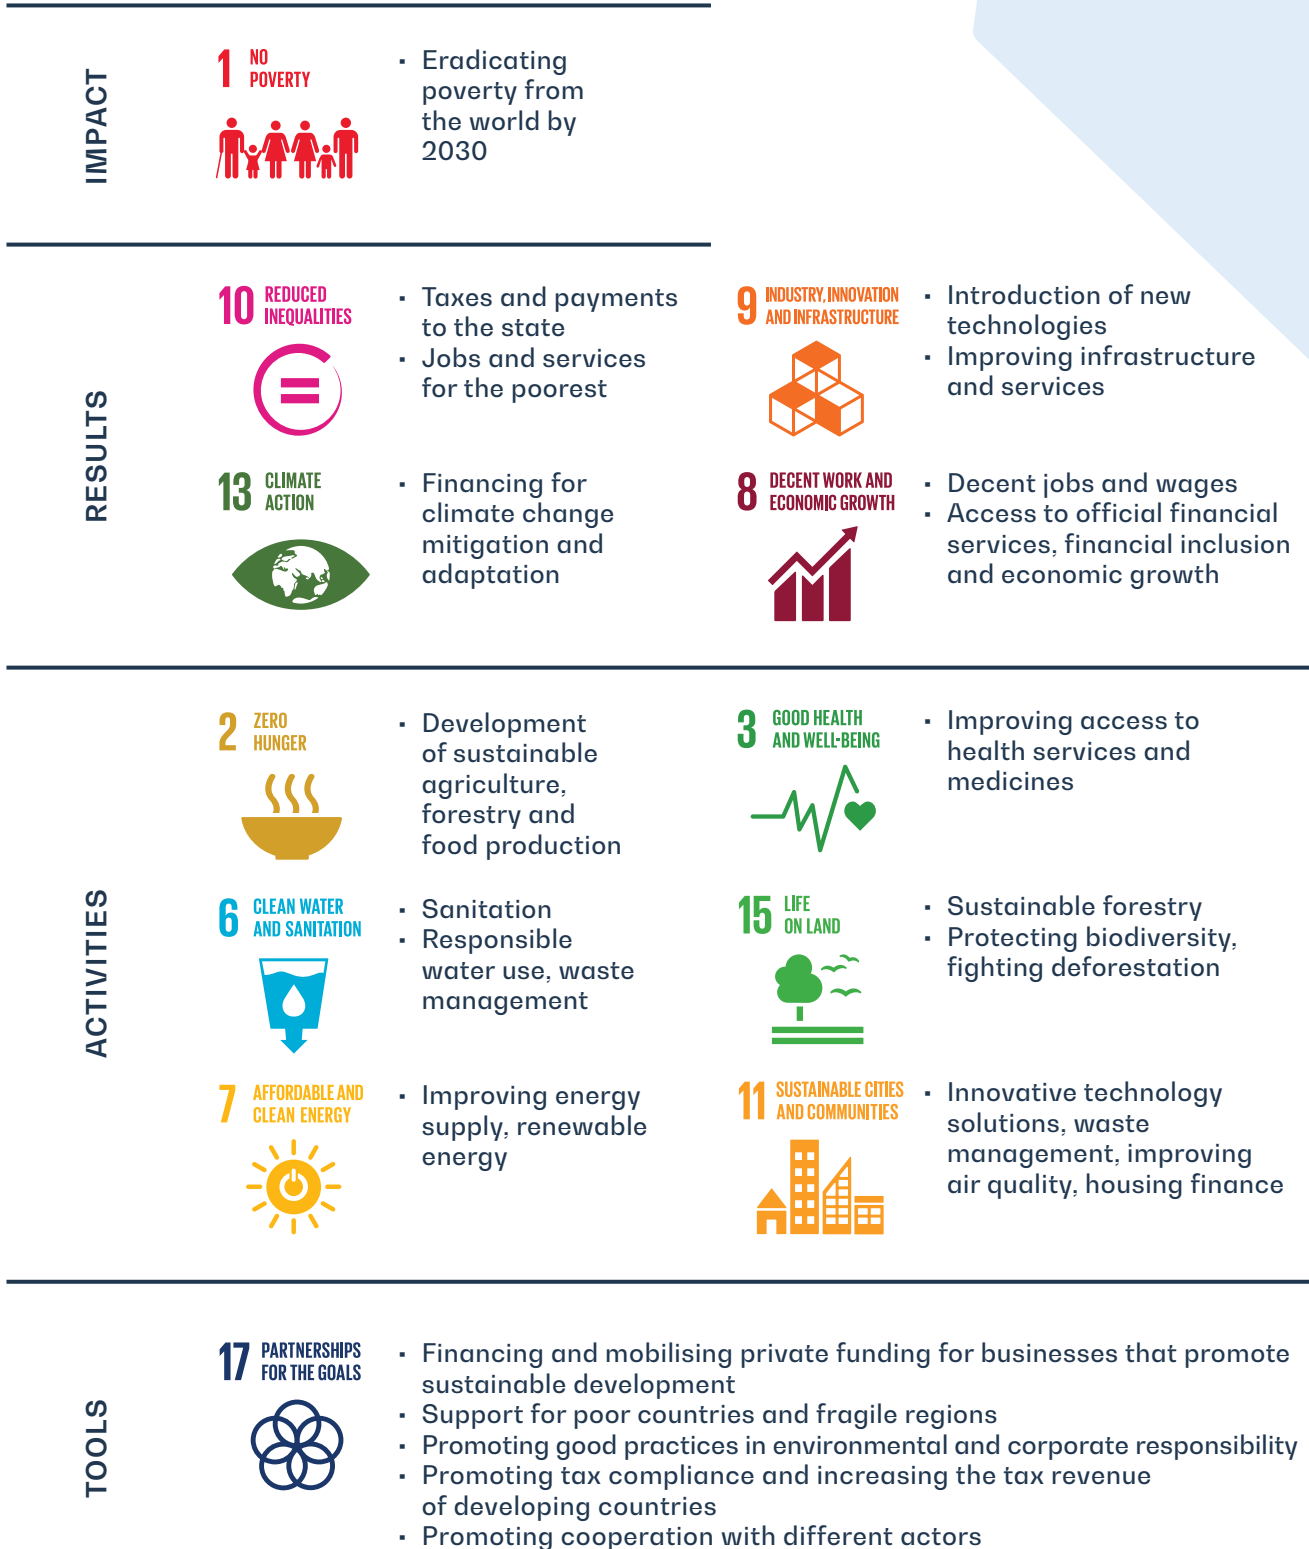 IMPACT
1 NO
POVERTY
▪ Eradicating
poverty from
the world by
2030
RESULTS
10 REDUCED
INEQUALITIES
▪ Taxes and payments
to the state
▪ Jobs and services
for the poorest
9 INDUSTRY, INNOVATION
AND INFRASTRUCTURE
▪ Introduction of new
technologies
▪ Improving infrastructure
and services
13 CLIMATE
ACTION
▪ Financing for
climate change
mitigation and
adaptation
8 DECENT WORK AND
ECONOMIC GROWTH
▪ Decent jobs and wages
▪ Access to official financial
services, financial inclusion
and economic growth
ACTIVITIES
2 ZERO
HUNGER
▪ Development
of sustainable
agriculture,
forestry and
food production
3 GOOD HEALTH
AND WELL-BEING
▪ Improving access to
health services and
medicines
6 CLEAN WATER
AND SANITATION
▪ Sanitation
▪ Responsible
water use, waste
management
15 LIFE
ON LAND
▪ Sustainable forestry
▪ Protecting biodiversity,
fighting deforestation
7 AFFORDABLE AND
CLEAN ENERGY
▪ Improving energy
supply, renewable
energy
11 SUSTAINABLE CITIES
AND COMMUNITIES
▪ Innovative technology
solutions, waste
management, improving
air quality, housing finance
TOOLS
17 PARTNERSHIPS
FOR THE GOALS
▪ Financing and mobilising private funding for businesses that promote
sustainable development
▪ Support for poor countries and fragile regions
▪ Promoting good practices in environmental and corporate responsibility
▪ Promoting tax compliance and increasing the tax revenue
of developing countries
▪ Promoting cooperation with different actors